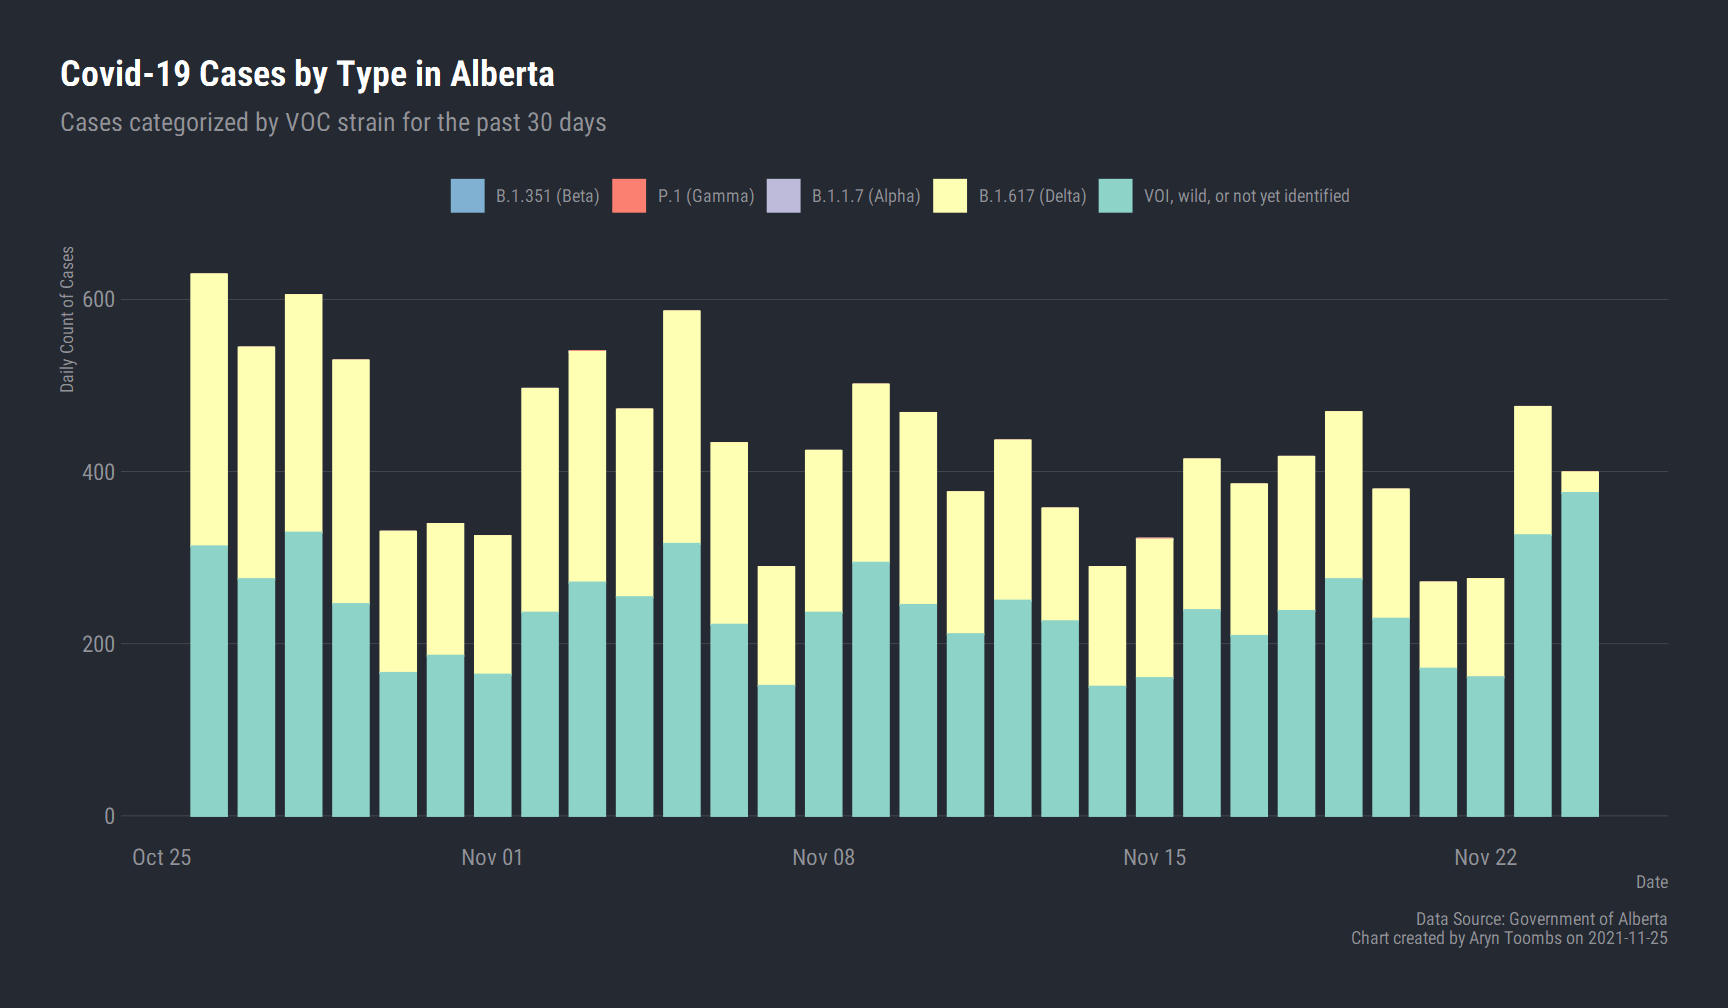 Covid-19 Cases by Type in Alberta
Cases categorized by VOC strain for the past 30 days
B.1.351 (Beta) P.1 (Gamma) B.1.1.7 (Alpha) B.1.617 (Delta) VOI, wild, or not yet identified
Daily Count of Cases
600
400
200
0
Oct 25 Nov 01 Nov 08 Nov 15 Nov 22
Date
Data Source: Government of Alberta
Chart created by Aryn Toombs on 2021-11-25